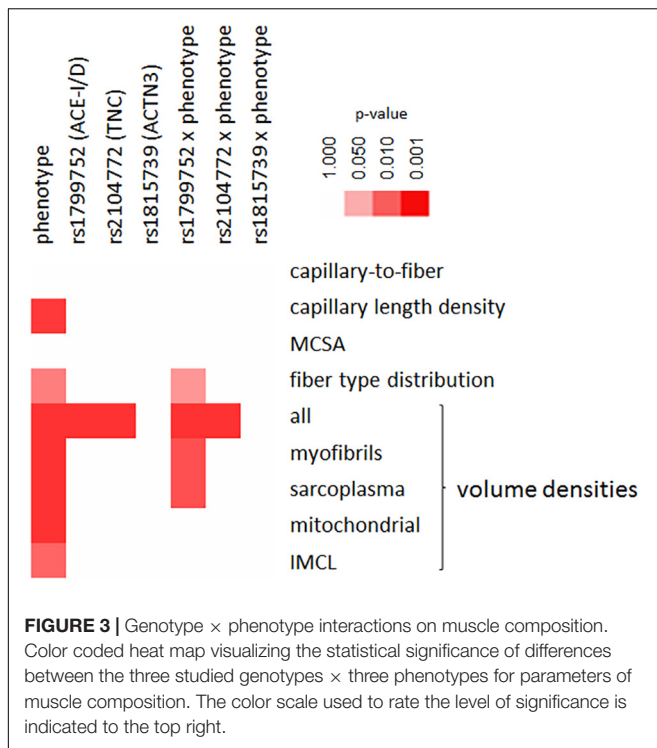 phenotype
rs1799752 (ACE-I/D)
rs2104772 (TNC)
rs1815739 (ACTN3)
rs1799752 x phenotype
rs2104772 x phenotype
rs1815739 x phenotype
p-value
1.000
0.050
0.010
0.001
capillary-to-fiber
capillary length density
MCSA
fiber type distribution
all
myofibrils
sarcoplasma
mitochondrial
IMCL
volume densities
FIGURE 3 | Genotype × phenotype interactions on muscle composition.
Color coded heat map visualizing the statistical significance of differences
between the three studied genotypes × three phenotypes for parameters of
muscle composition. The color scale used to rate the level of significance is
indicated to the top right.